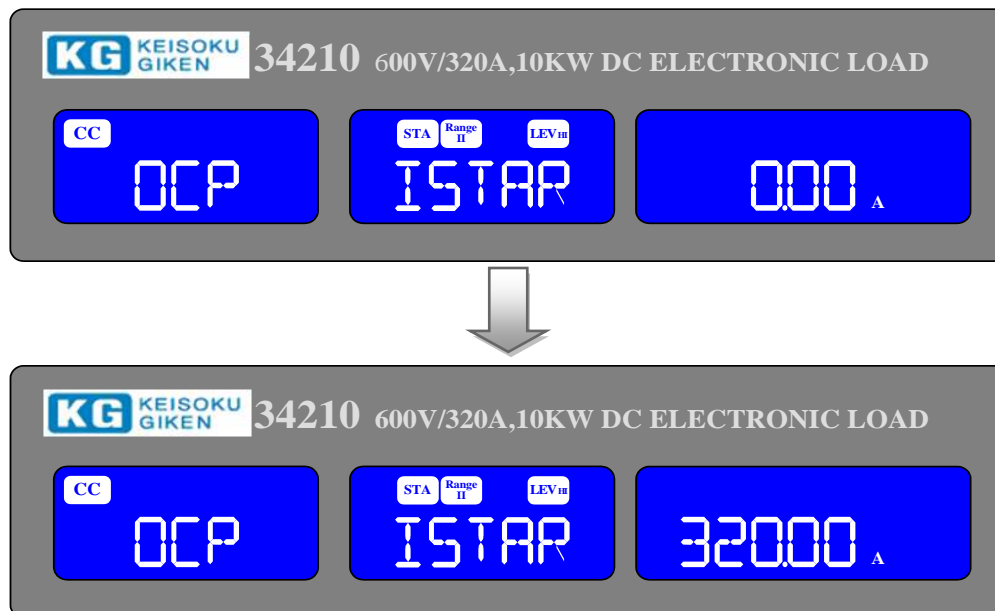 KG KEISOKU GIKEN 34210 600V/320A,10KW DC ELECTRONIC LOAD
CC STA Range II LEV HI
OCP ISTAR 0.00 A
KG KEISOKU GIKEN 34210 600V/320A,10KW DC ELECTRONIC LOAD
CC STA Range II LEV HI
OCP ISTAR 320.00 A